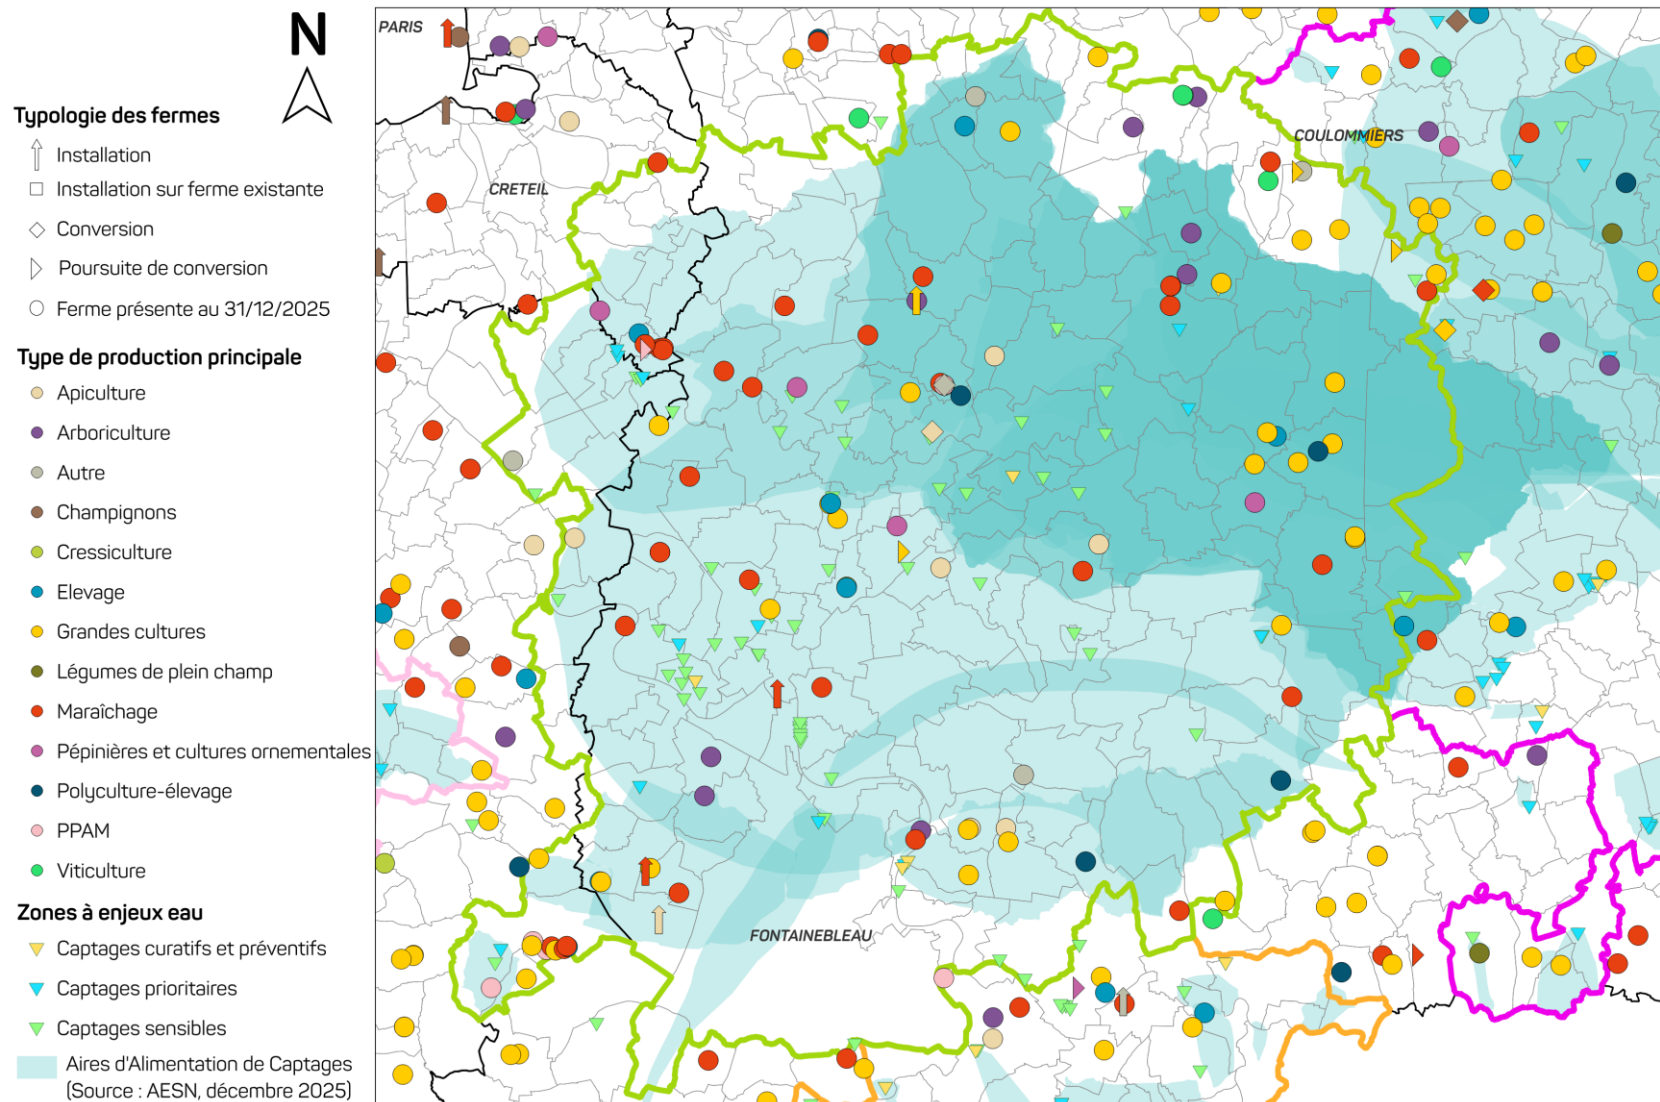 N
Typologie des fermes
Installation
Installation sur ferme existante
Conversion
Poursuite de conversion
Ferme présente au 31/12/2025
Type de production principale
Apiculture
Arboriculture
Autre
Champignons
Cressiculture
Elevage
Grandes cultures
Légumes de plein champ
Maraîchage
Pépinières et cultures ornementales
Polyculture-élevage
PPAM
Viticulture
Zones à enjeux eau
Captages curatifs et préventifs
Captages prioritaires
Captages sensibles
Aires d'Alimentation de Captages
(Source : AESN, décembre 2025)
PARIS
CRETEIL
COULOMMIERS
FONTAINEBLEAU